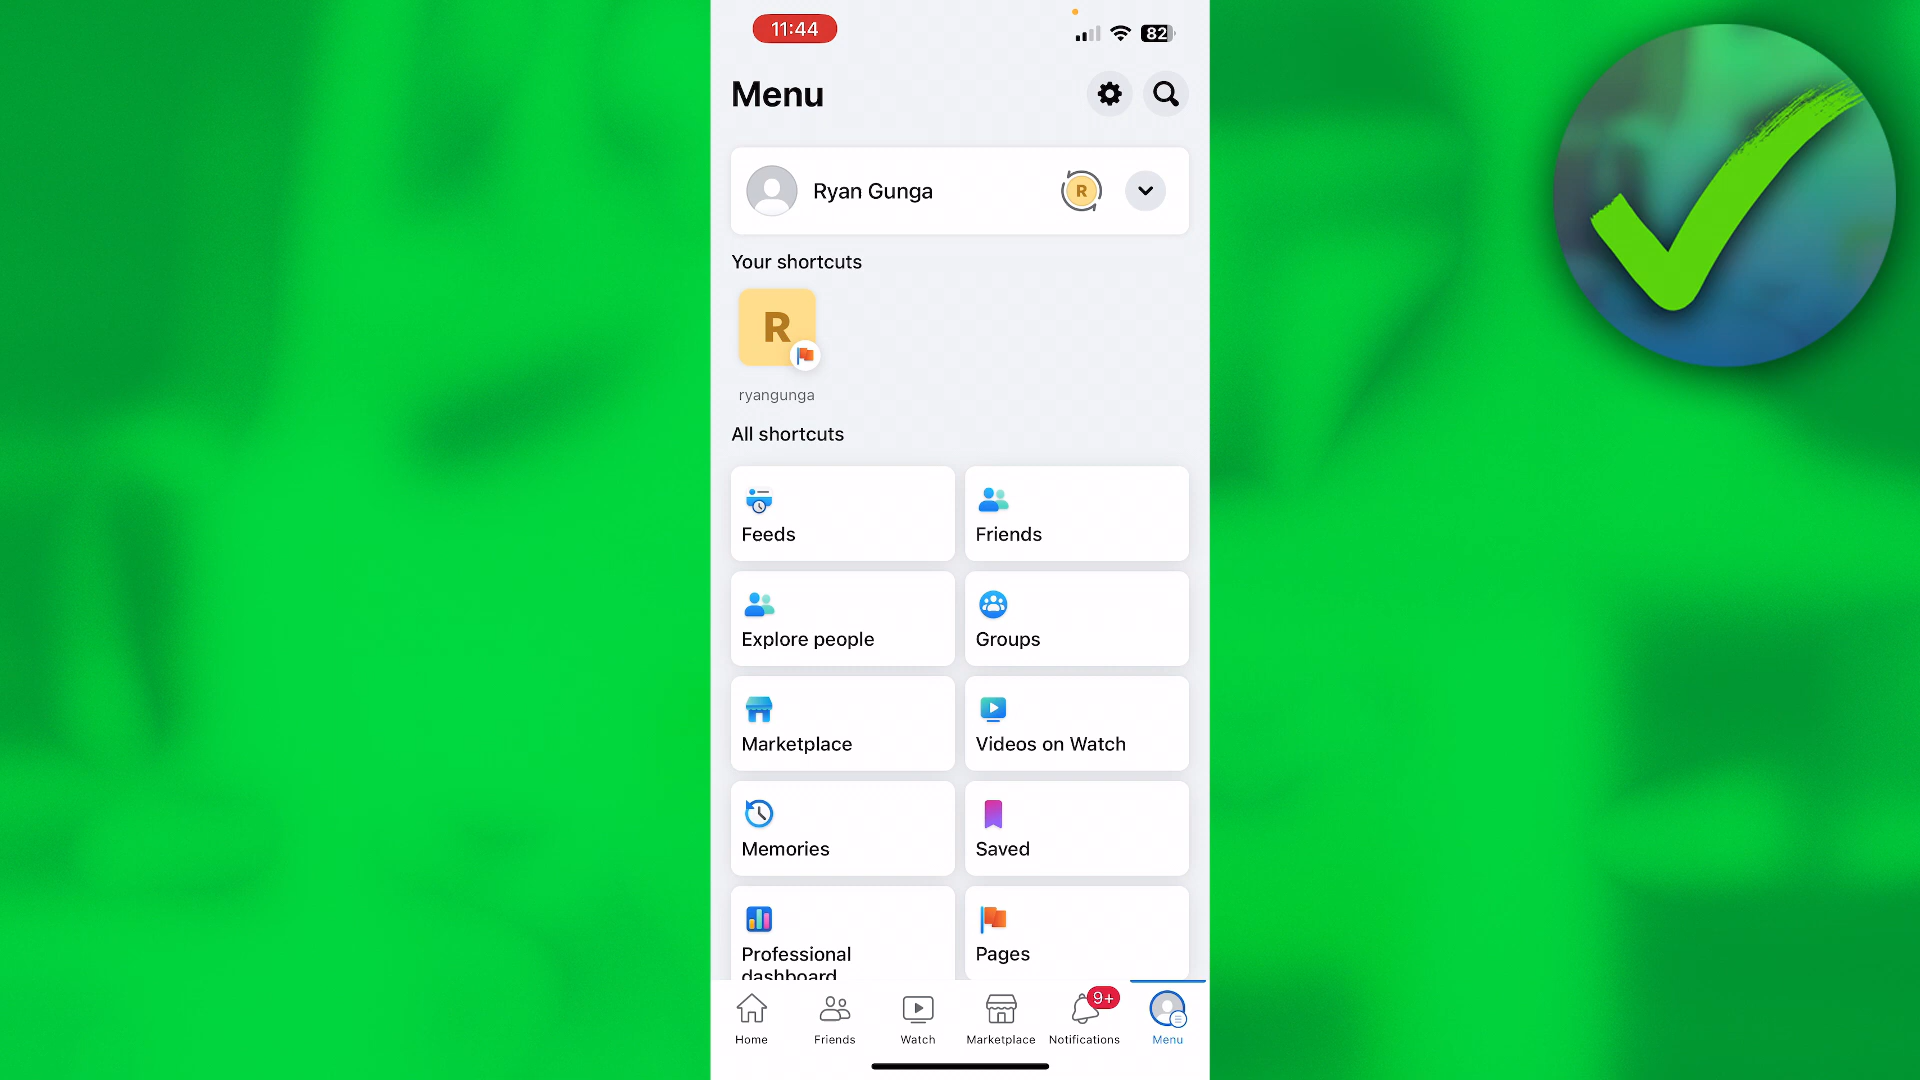 11:44
82
Menu
Ryan Gunga
R
Your shortcuts
R
ryangunga
All shortcuts
Feeds
Friends
Explore people
Groups
Marketplace
Videos on Watch
Memories
Saved
Professional
dashboard
Pages
9+
Home
Friends
Watch
Marketplace
Notifications
Menu